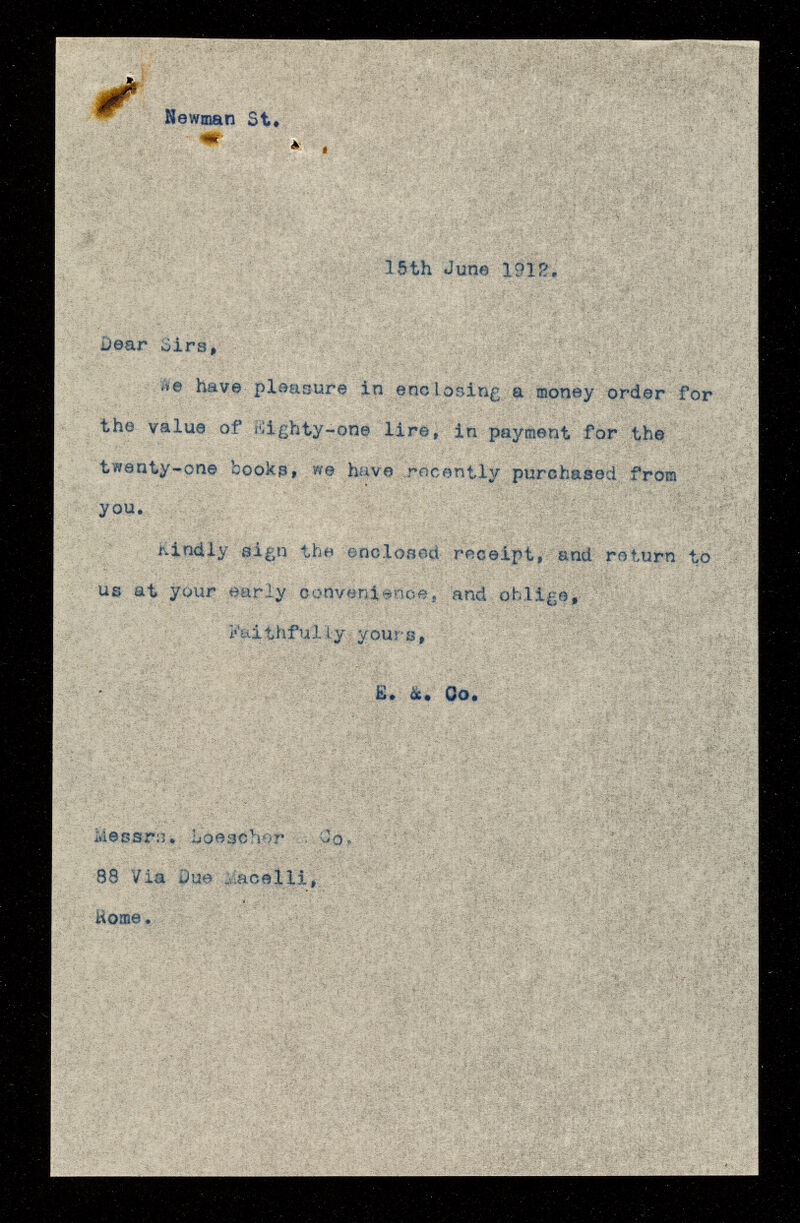 Newman St.
15th June 1912.
Dear Sirs,
We have pleasure in enclosing a money order for
the value of Eighty-one lire, in payment for the
twenty-one books, we have recently purchased from
you.
Kindly sign the enclosed receipt, and return to
us at your early convenience, and oblige,
Faithfully yours,
E. &. Co.
Messrs. Loescher Co.
88 Via Due Macelli,
Rome.